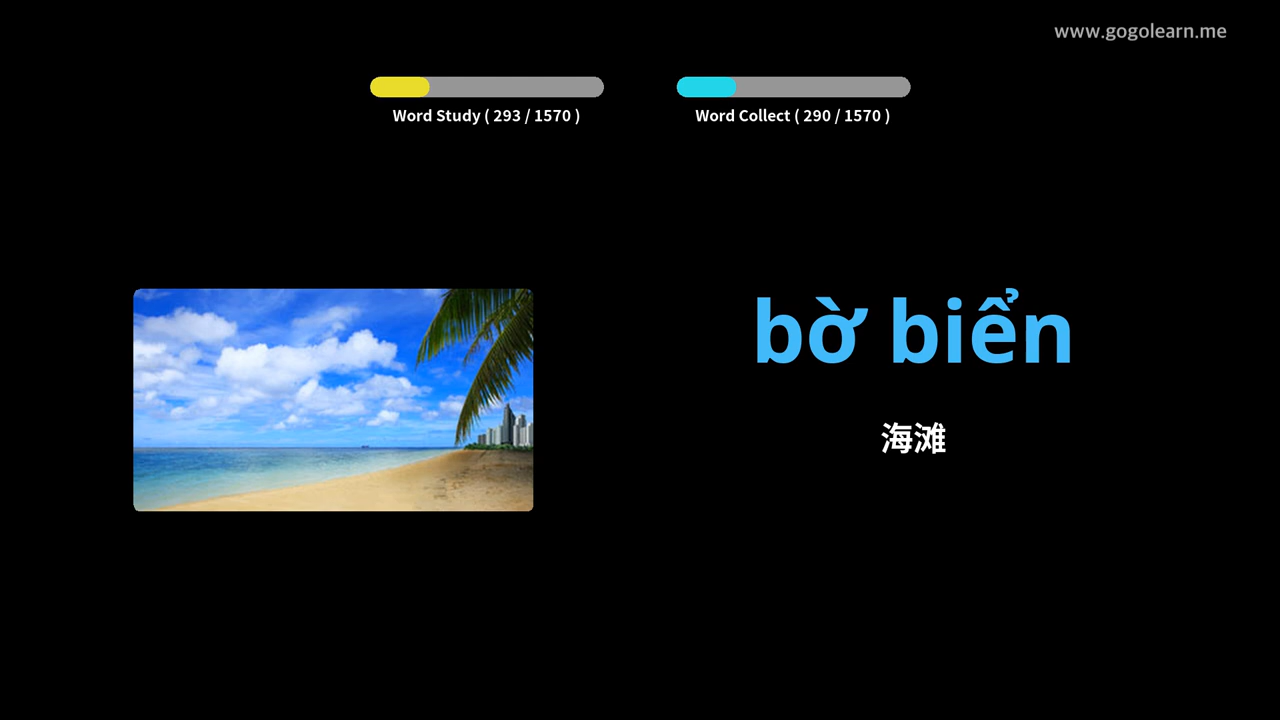 www.gogolearn.me
Word Study ( 293 / 1570 )
Word Collect ( 290 / 1570 )
bờ biển
海滩